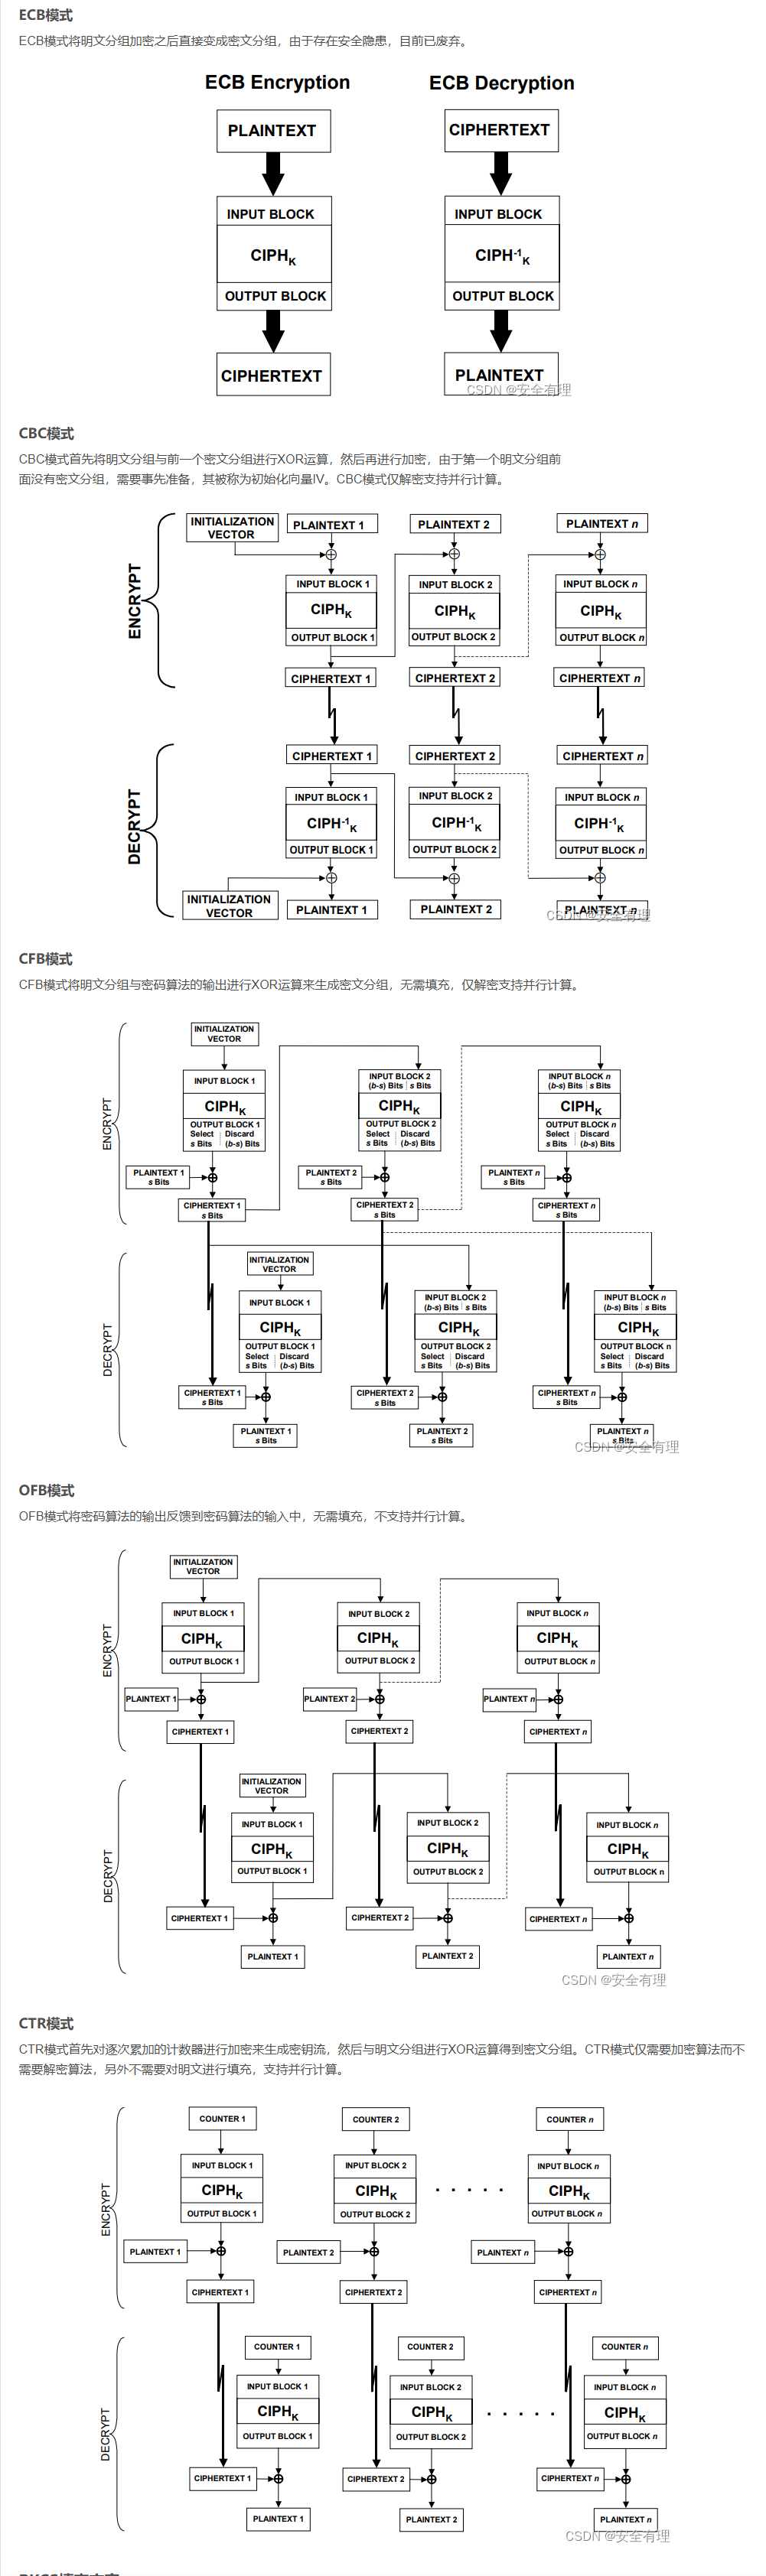 ECB模式
ECB模式将明文分组加密之后直接变成密文分组，由于存在安全隐患，目前已废弃。
ECB Encryption
ECB Decryption
PLAINTEXT
CIPHERTEXT
INPUT BLOCK
INPUT BLOCK
CIPHK
CIPH-1K
OUTPUT BLOCK
OUTPUT BLOCK
CIPHERTEXT
PLAINTEXT
CSDN @安全有理
CBC模式
CBC模式首先将明文分组与前一个密文分组进行XOR运算，然后再进行加密，由于第一个明文分组前
面没有密文分组，需要事先准备，其被称为初始化向量IV。CBC模式仅解密支持并行计算。
ENCRYPT
INITIALIZATION
VECTOR
PLAINTEXT 1
PLAINTEXT 2
PLAINTEXT n
INPUT BLOCK 1
INPUT BLOCK 2
INPUT BLOCK n
CIPHK
CIPHK
CIPHK
OUTPUT BLOCK 1
OUTPUT BLOCK 2
OUTPUT BLOCK n
CIPHERTEXT 1
CIPHERTEXT 2
CIPHERTEXT n
DECRYPT
CIPHERTEXT 1
CIPHERTEXT 2
CIPHERTEXT n
INPUT BLOCK 1
INPUT BLOCK 2
INPUT BLOCK n
CIPH-1K
CIPH-1K
CIPH-1K
OUTPUT BLOCK 1
OUTPUT BLOCK 2
OUTPUT BLOCK n
INITIALIZATION
VECTOR
PLAINTEXT 1
PLAINTEXT 2
PLAINTEXT n
CSDN @安全有理
CFB模式
CFB模式将明文分组与密码算法的输出进行XOR运算来生成密文分组，无需填充，仅解密支持并行计算。
ENCRYPT
INITIALIZATION
VECTOR
INPUT BLOCK 1
INPUT BLOCK 2
(b-s) Bits s Bits
INPUT BLOCK n
(b-s) Bits s Bits
CIPHK
CIPHK
CIPHK
OUTPUT BLOCK 1
Select Discard
s Bits (b-s) Bits
OUTPUT BLOCK 2
Select Discard
s Bits (b-s) Bits
OUTPUT BLOCK n
Select Discard
s Bits (b-s) Bits
PLAINTEXT 1
s Bits
PLAINTEXT 2
s Bits
PLAINTEXT n
s Bits
CIPHERTEXT 1
s Bits
CIPHERTEXT 2
s Bits
CIPHERTEXT n
s Bits
DECRYPT
INITIALIZATION
VECTOR
INPUT BLOCK 1
INPUT BLOCK 2
(b-s) Bits s Bits
INPUT BLOCK n
(b-s) Bits s Bits
CIPHK
CIPHK
CIPHK
OUTPUT BLOCK 1
Select Discard
s Bits (b-s) Bits
OUTPUT BLOCK 2
Select Discard
s Bits (b-s) Bits
OUTPUT BLOCK n
Select Discard
s Bits (b-s) Bits
CIPHERTEXT 1
s Bits
CIPHERTEXT 2
s Bits
CIPHERTEXT n
s Bits
PLAINTEXT 1
s Bits
PLAINTEXT 2
s Bits
PLAINTEXT n
s Bits
CSDN @安全有理
OFB模式
OFB模式将密码算法的输出反馈到密码算法的输入中，无需填充，不支持并行计算。
ENCRYPT
INITIALIZATION
VECTOR
INPUT BLOCK 1
INPUT BLOCK 2
INPUT BLOCK n
CIPHK
CIPHK
CIPHK
OUTPUT BLOCK 1
OUTPUT BLOCK 2
OUTPUT BLOCK n
PLAINTEXT 1
PLAINTEXT 2
PLAINTEXT n
CIPHERTEXT 1
CIPHERTEXT 2
CIPHERTEXT n
DECRYPT
INITIALIZATION
VECTOR
INPUT BLOCK 1
INPUT BLOCK 2
INPUT BLOCK n
CIPHK
CIPHK
CIPHK
OUTPUT BLOCK 1
OUTPUT BLOCK 2
OUTPUT BLOCK n
CIPHERTEXT 1
CIPHERTEXT 2
CIPHERTEXT n
PLAINTEXT 1
PLAINTEXT 2
PLAINTEXT n
CSDN @安全有理
CTR模式
CTR模式首先对逐次累加的计数器进行加密来生成密钥流，然后与明文分组进行XOR运算得到密文分组。CTR模式仅需要加密算法而不
需要解密算法，另外不需要对明文进行填充，支持并行计算。
ENCRYPT
COUNTER 1
COUNTER 2
COUNTER n
INPUT BLOCK 1
INPUT BLOCK 2
INPUT BLOCK n
CIPHK
CIPHK
. . . . .
CIPHK
OUTPUT BLOCK 1
OUTPUT BLOCK 2
OUTPUT BLOCK n
PLAINTEXT 1
PLAINTEXT 2
PLAINTEXT n
CIPHERTEXT 1
CIPHERTEXT 2
CIPHERTEXT n
DECRYPT
COUNTER 1
COUNTER 2
COUNTER n
INPUT BLOCK 1
INPUT BLOCK 2
INPUT BLOCK n
CIPHK
CIPHK
. . . . .
CIPHK
OUTPUT BLOCK 1
OUTPUT BLOCK 2
OUTPUT BLOCK n
CIPHERTEXT 1
CIPHERTEXT 2
CIPHERTEXT n
PLAINTEXT 1
PLAINTEXT 2
PLAINTEXT n
CSDN @安全有理